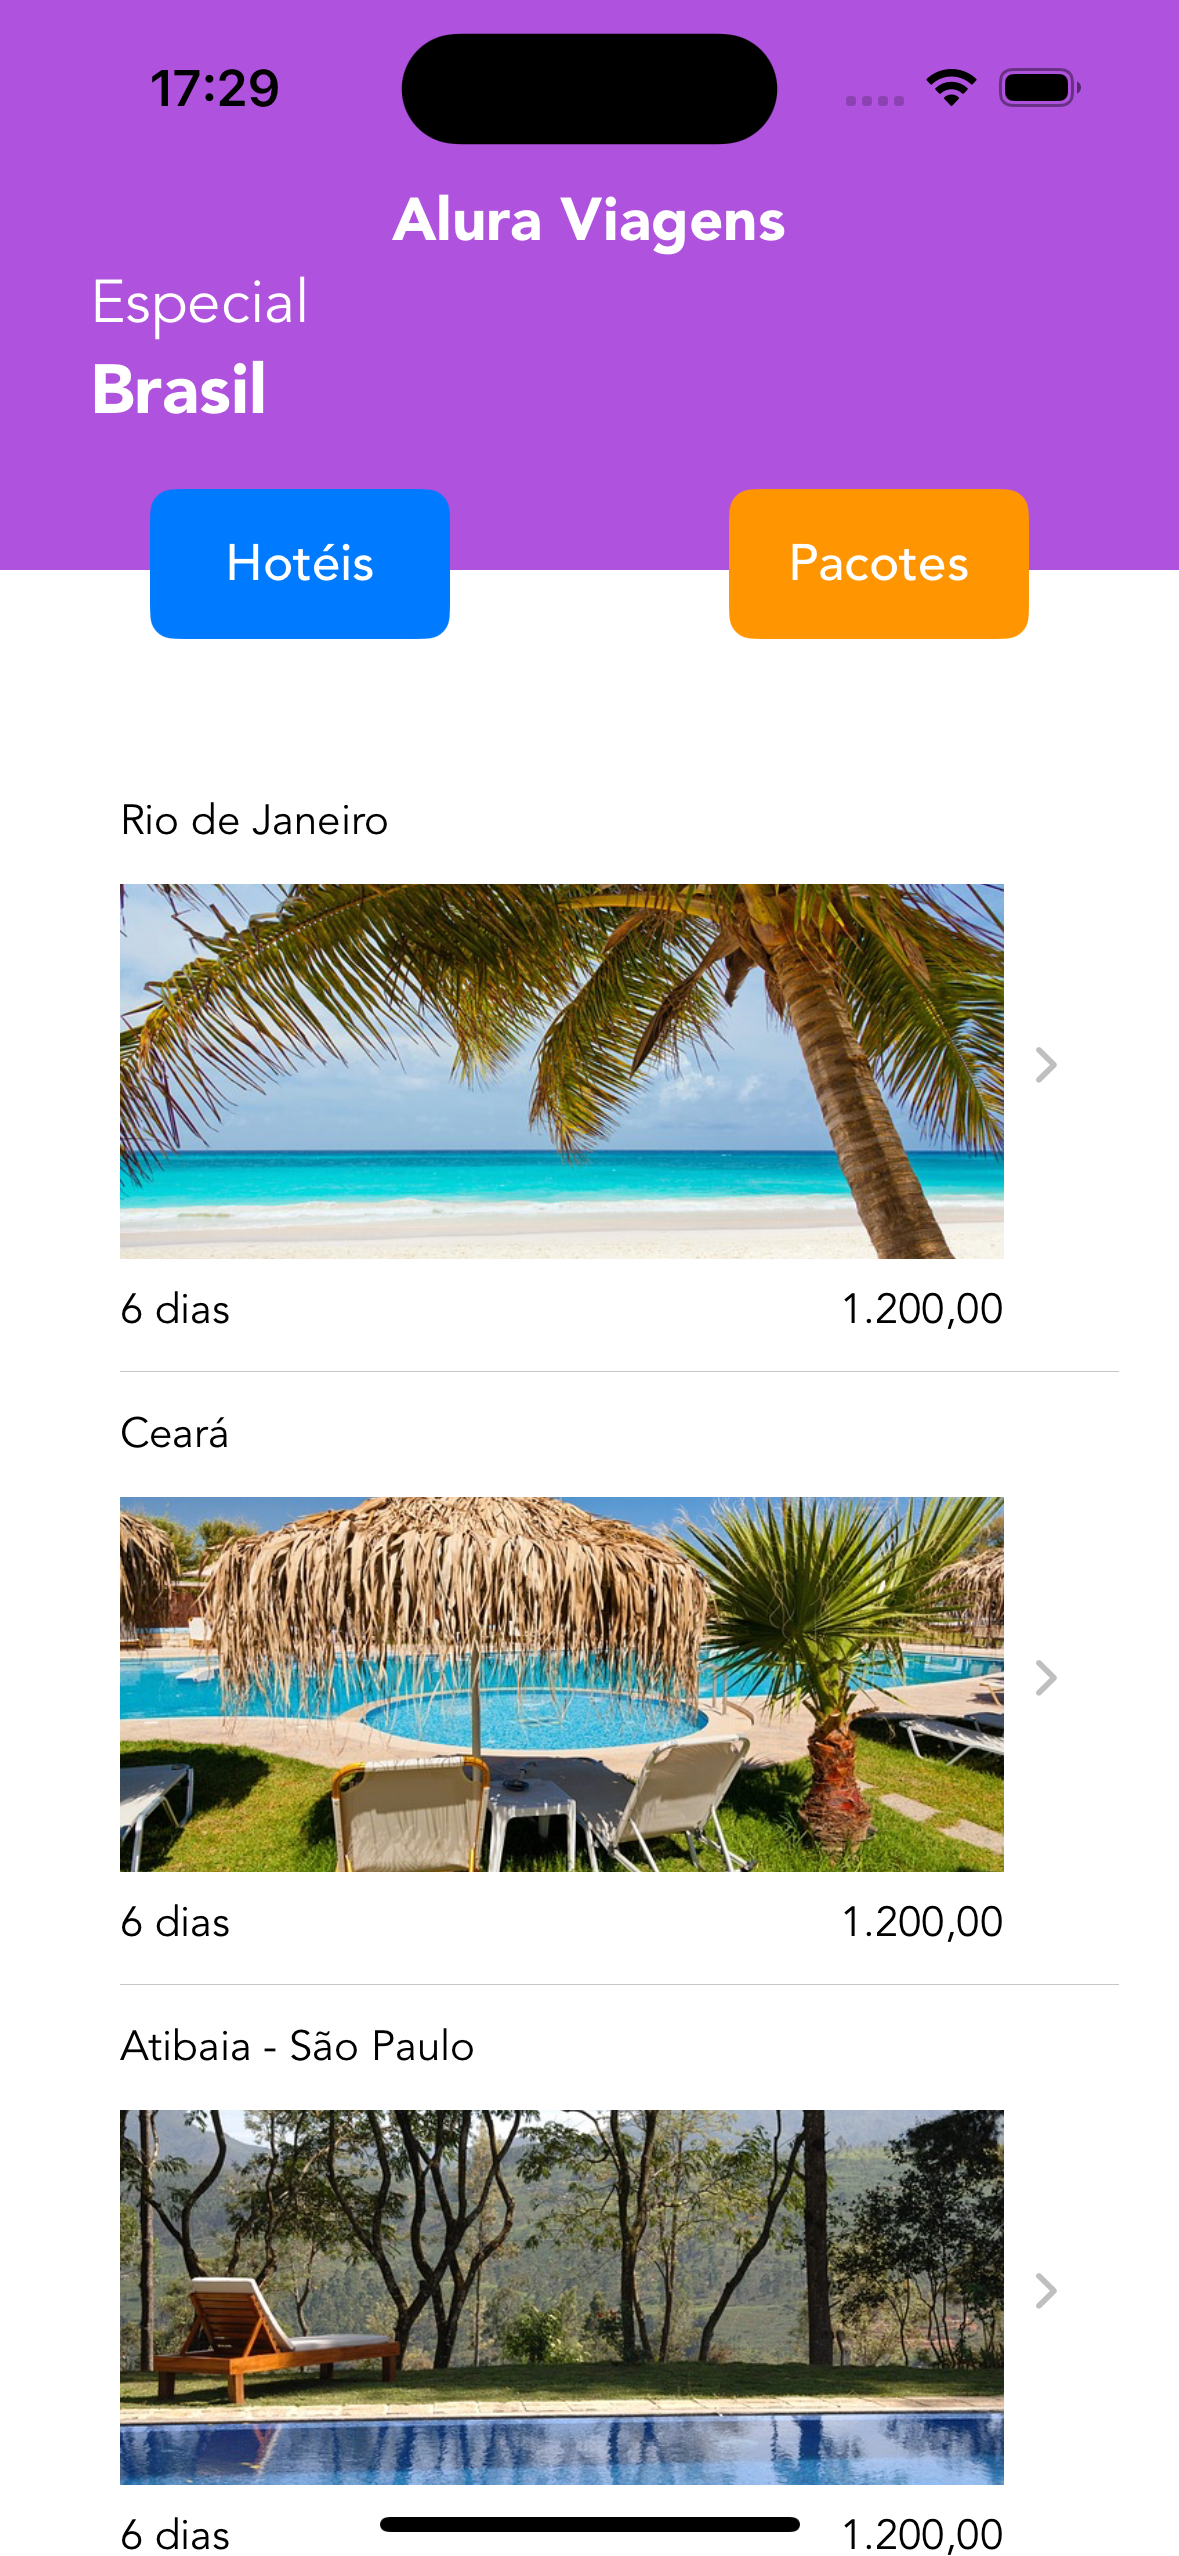 17:29
Alura Viagens
Especial
Brasil
Hotéis
Pacotes
Rio de Janeiro
6 dias
1.200,00
Ceará
6 dias
1.200,00
Atibaia - São Paulo
6 dias
1.200,00